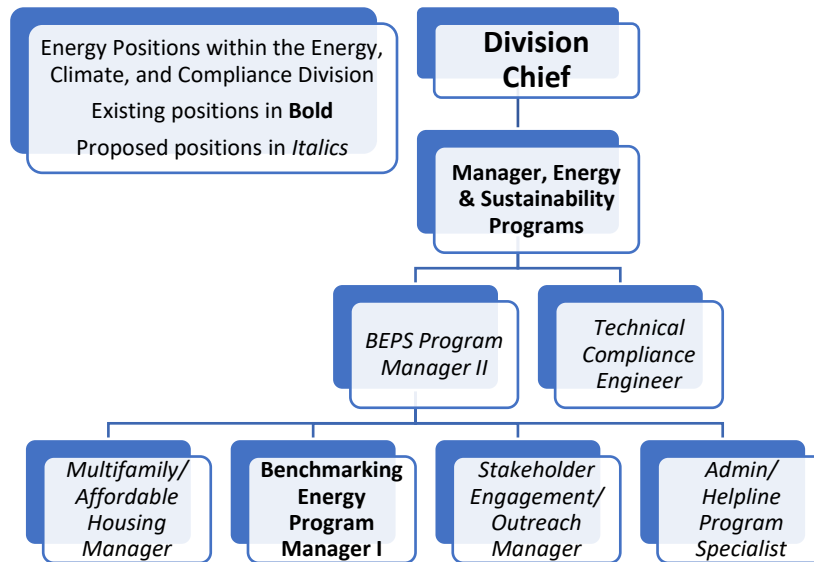 Energy Positions within the Energy,
Climate, and Compliance Division
Existing positions in Bold
Proposed positions in Italics
Division
Chief
Manager, Energy
& Sustainability
Programs
BEPS Program
Manager II
Technical
Compliance
Engineer
Multifamily/
Affordable
Housing
Manager
Benchmarking
Energy
Program
Manager I
Stakeholder
Engagement/
Outreach
Manager
Admin/
Helpline
Program
Specialist